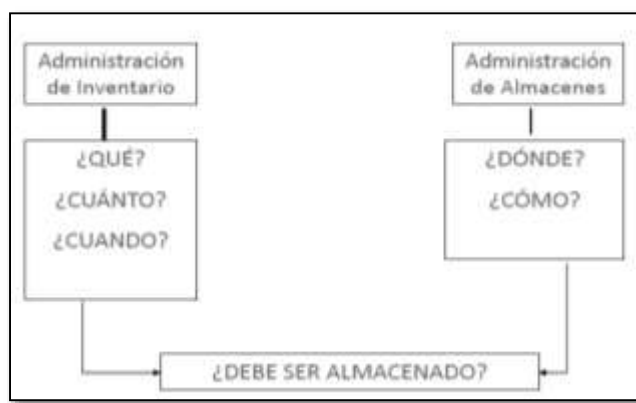 Administración
de Inventario
Administración
de Almacenes
¿QUÉ?
¿CUÁNTO?
¿CUANDO?
¿DÓNDE?
¿CÓMO?
¿DEBE SER ALMACENADO?